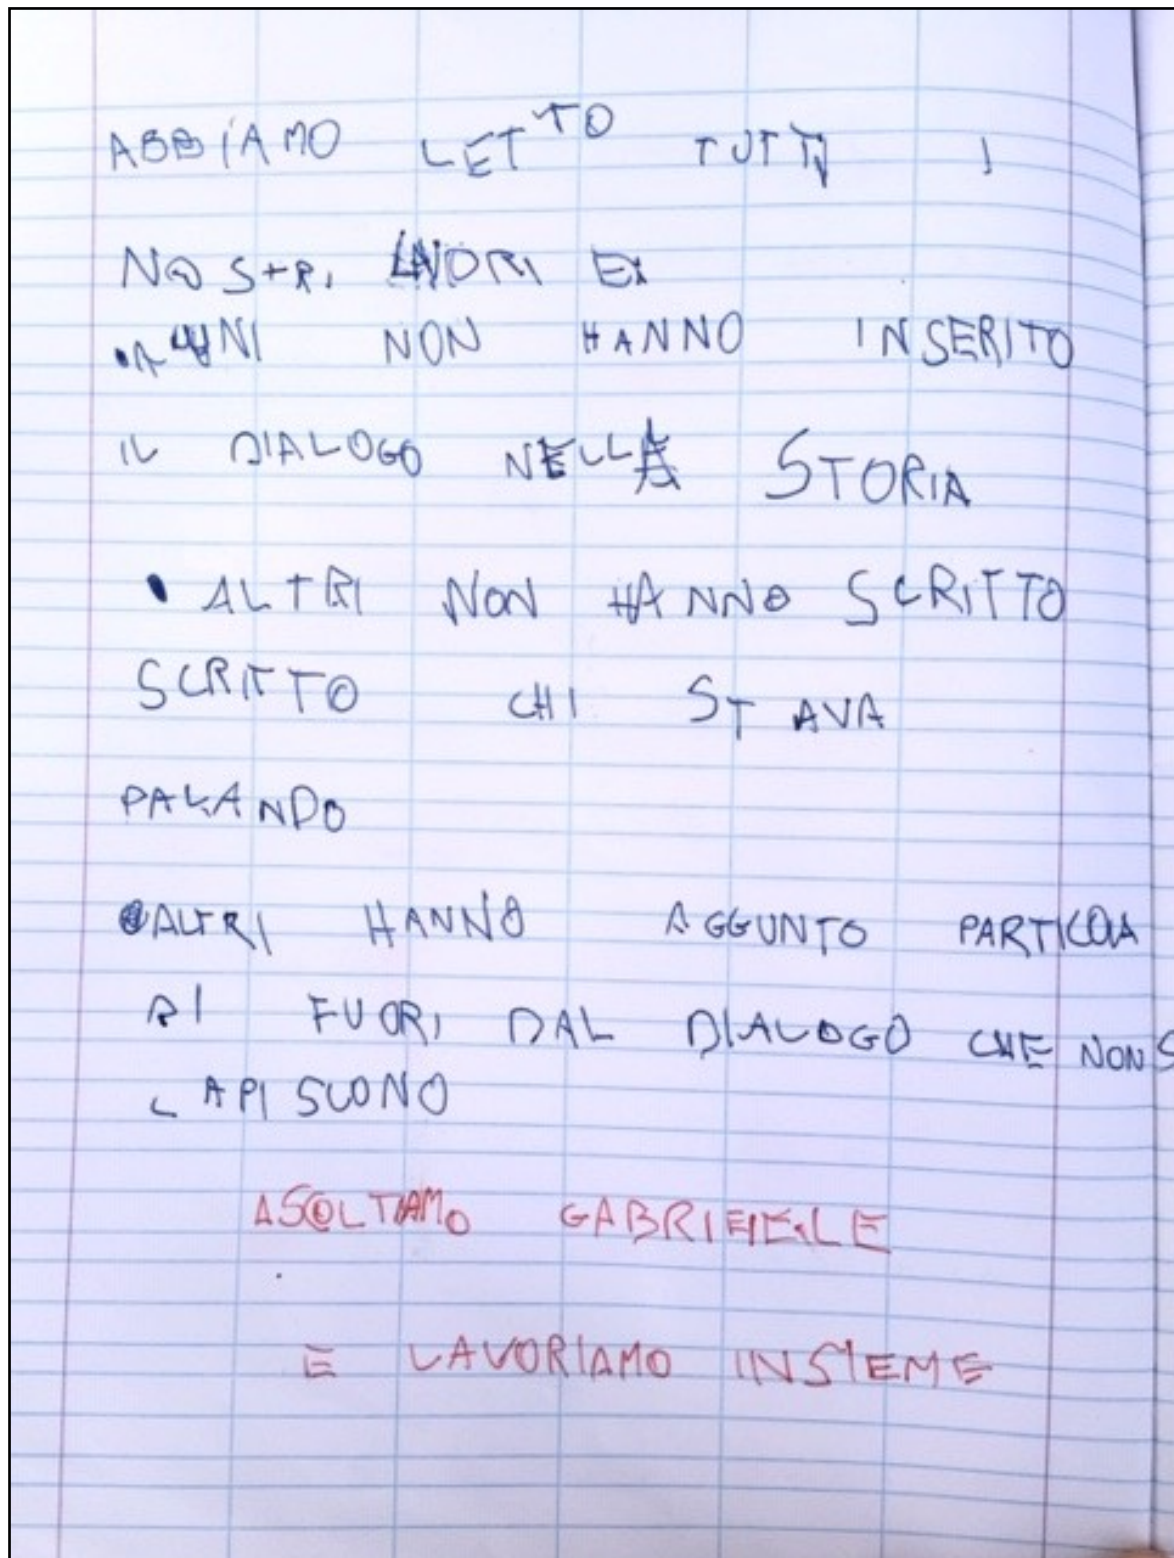 ABBIAMO LETTO TUTTI I
NOSTRI LAVORI E
• NON HANNO INSERITO
IL DIALOGO NELLA STORIA
• ALTRI NON HANNO SCRITTO
SCRITTO CHI STAVA
PALANDO
• ALTRI HANNO AGGUNTO PARTICOLA
RI FUORI DAL DIALOGO CHE NON S
CAPISCONO
ASCOLTIAMO GABRIELE
E LAVORIAMO INSIEME